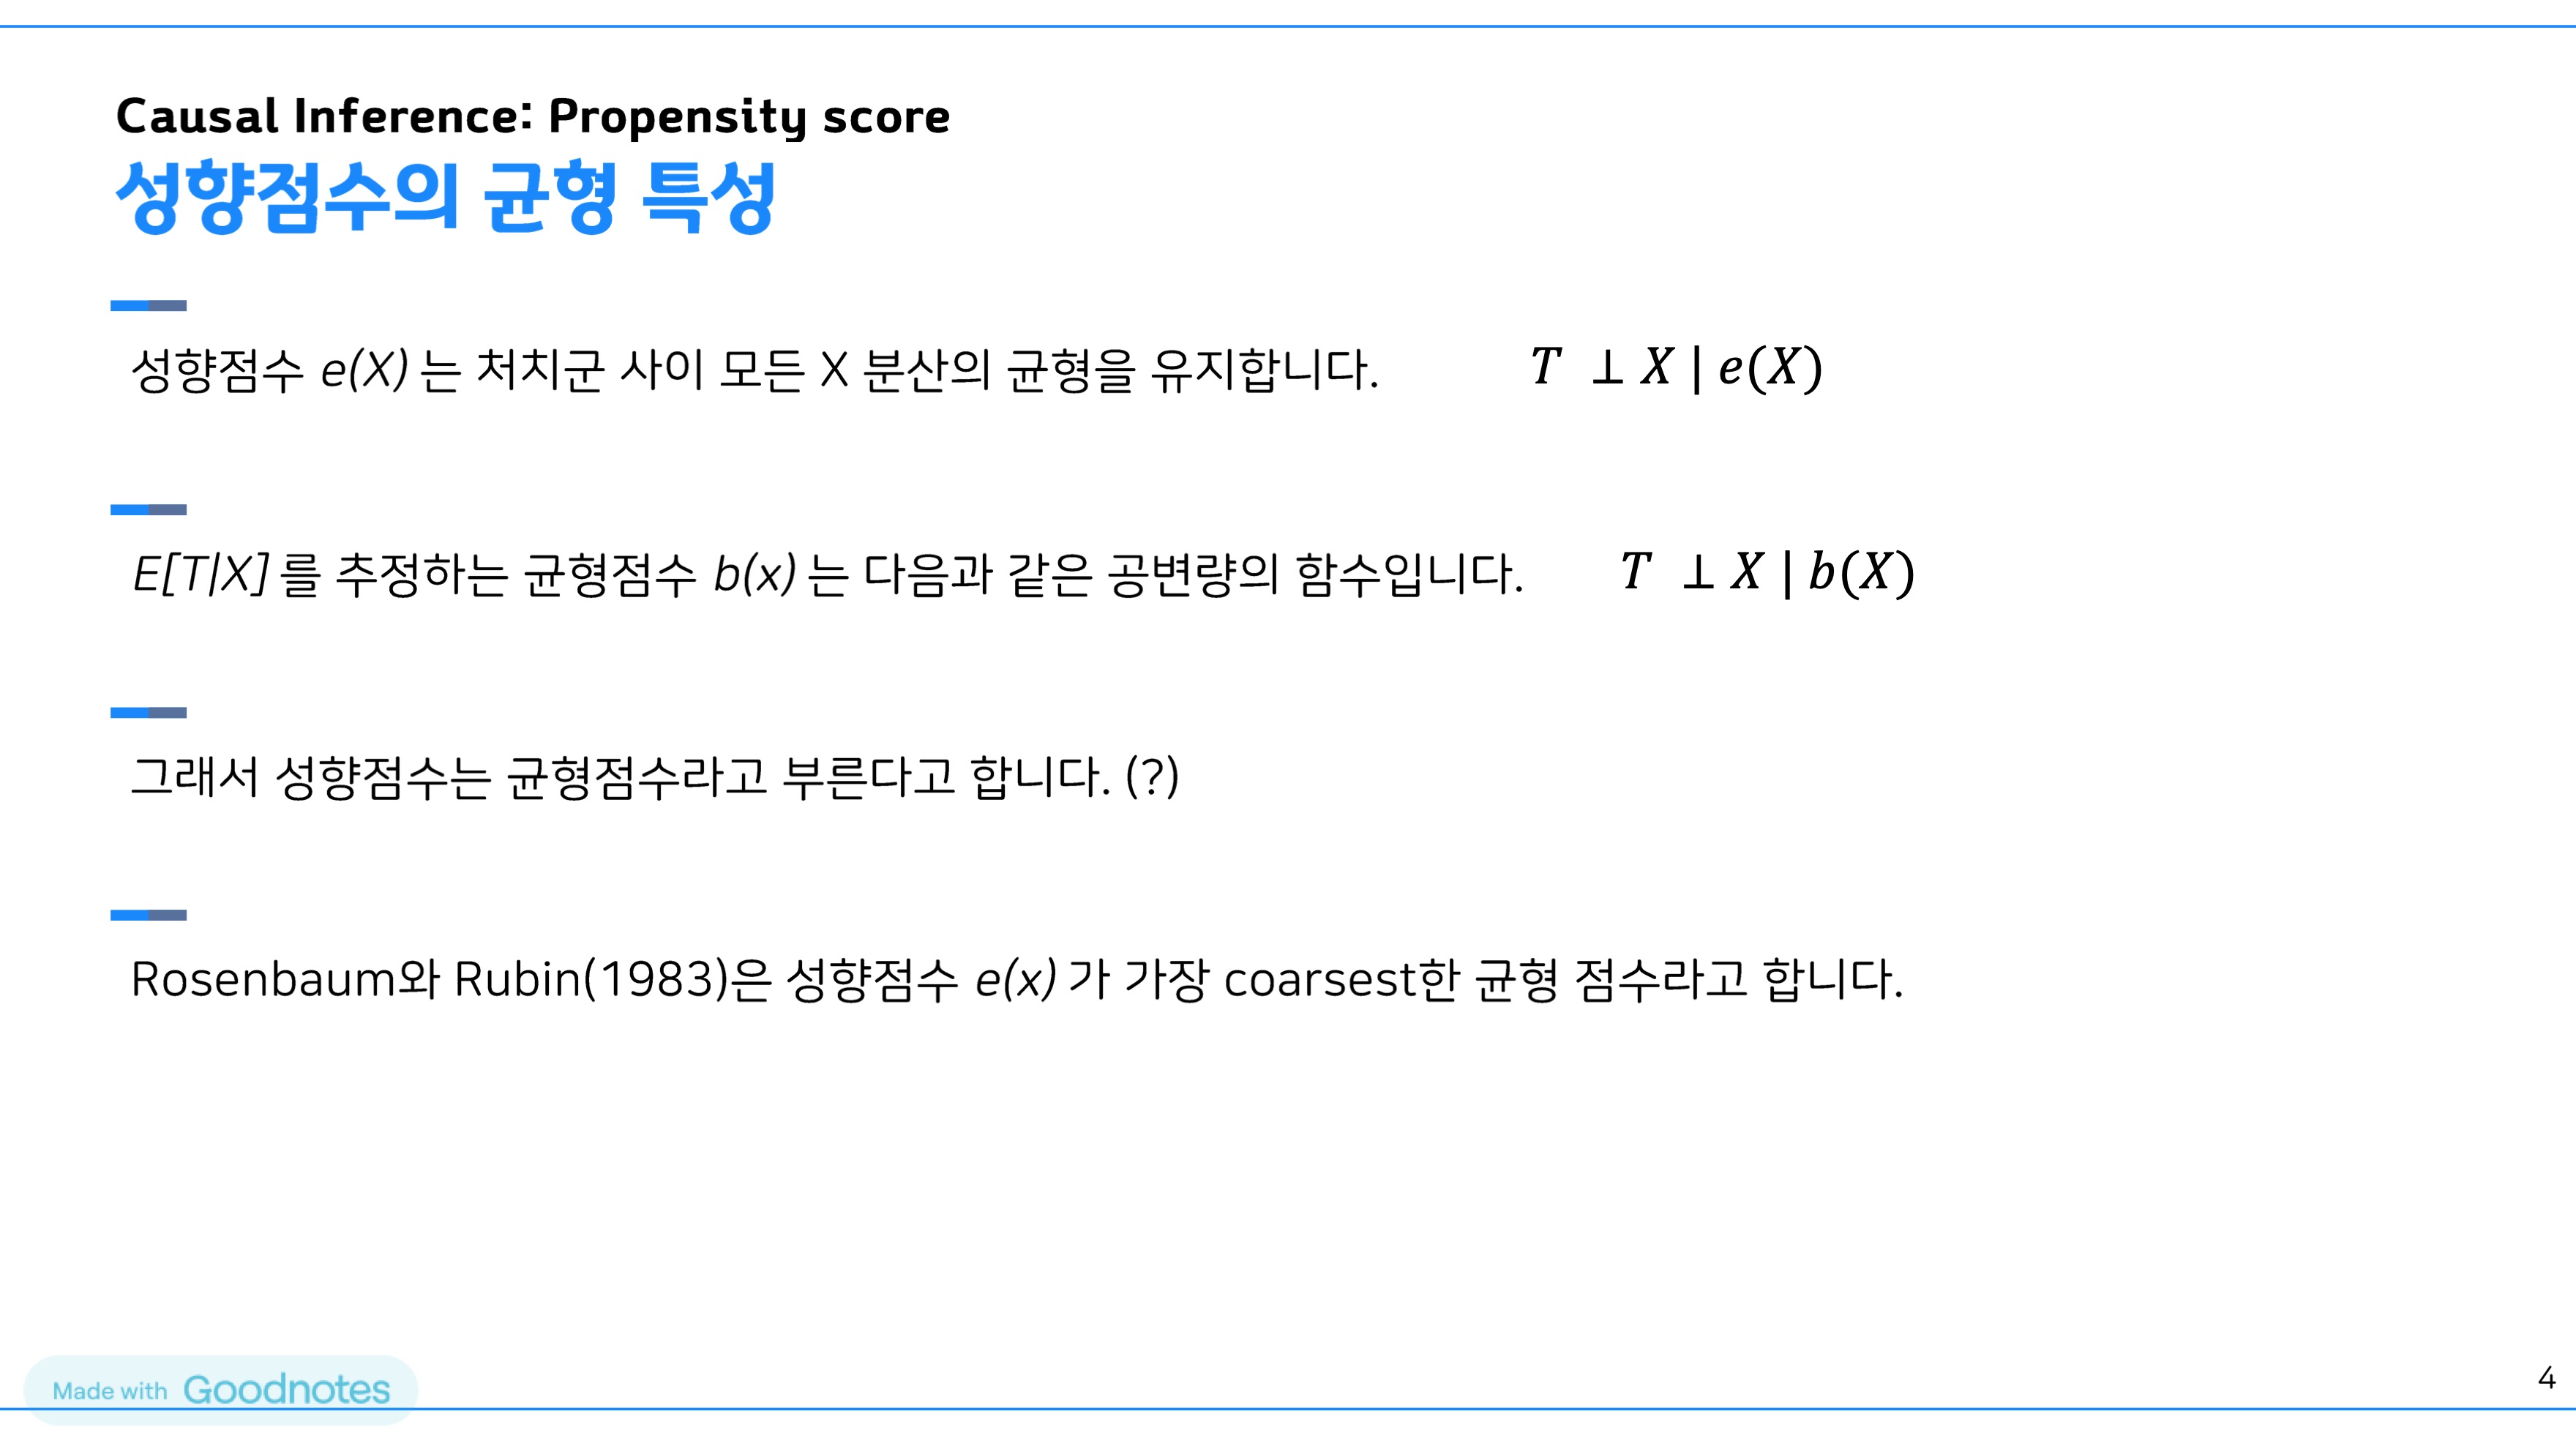 Causal Inference: Propensity score
성향점수의 균형 특성
성향점수 e(X) 는 처치군 사이 모든 X 분산의 균형을 유지합니다. T ⊥ X | e(X)
E[T|X] 를 추정하는 균형점수 b(x) 는 다음과 같은 공변량의 함수입니다. T ⊥ X | b(X)
그래서 성향점수는 균형점수라고 부른다고 합니다. (?)
Rosenbaum와 Rubin(1983)은 성향점수 e(x) 가 가장 coarsest한 균형 점수라고 합니다.
Made with Goodnotes
4